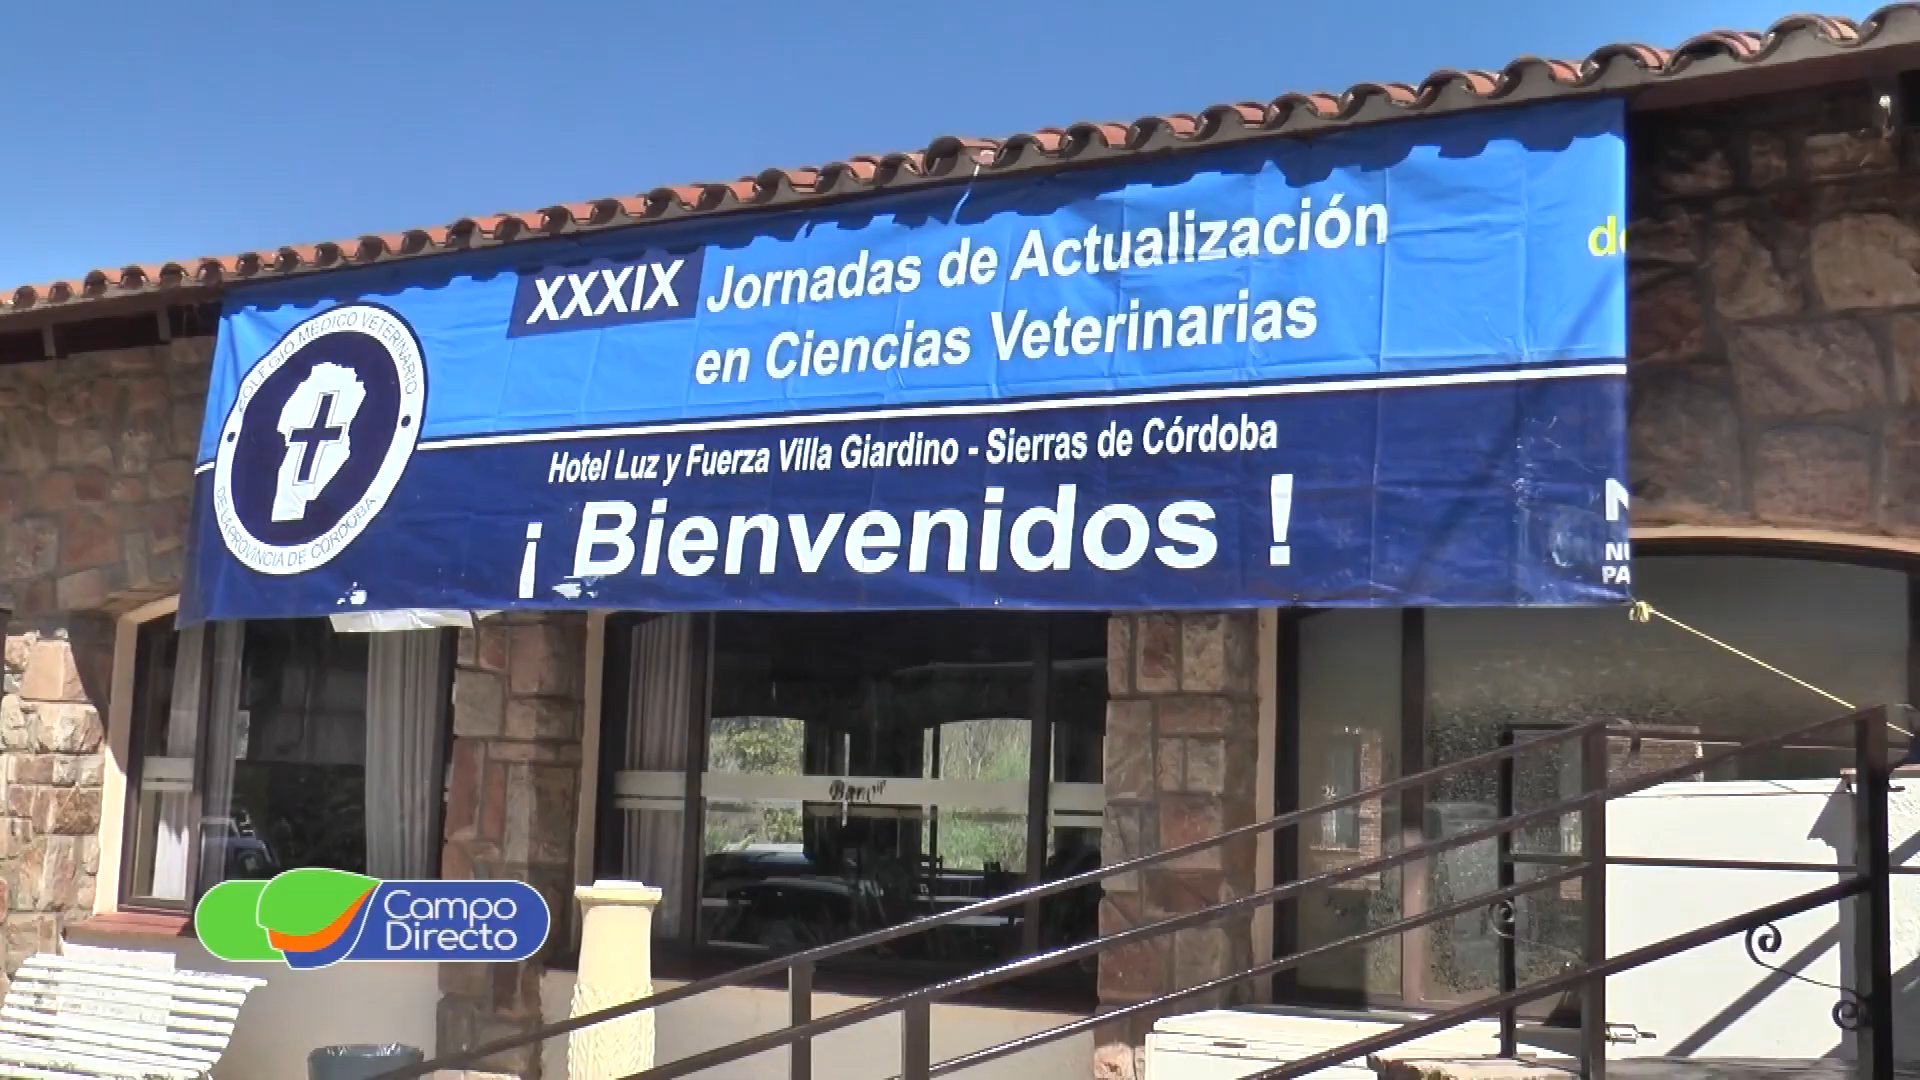 XXXIX Jornadas de Actualización
en Ciencias Veterinarias
COLEGIO MEDICO VETERINARIO
DE LA PROVINCIA DE CORDOBA
Hotel Luz y Fuerza Villa Giardino - Sierras de Córdoba
¡ Bienvenidos !
Campo
Directo